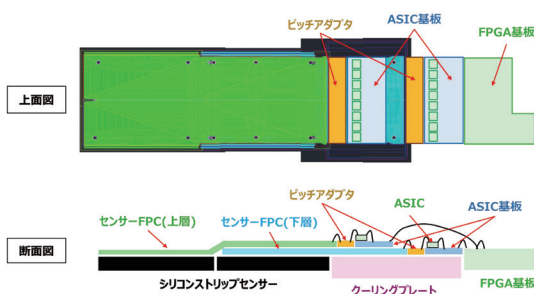 ピッチアダプタ
ASIC基板
FPGA基板
上面図
ピッチアダプタ
ASIC
ASIC基板
センサーFPC(上層)
センサーFPC(下層)
断面図
シリコンストリップセンサー
クーリングプレート
FPGA基板